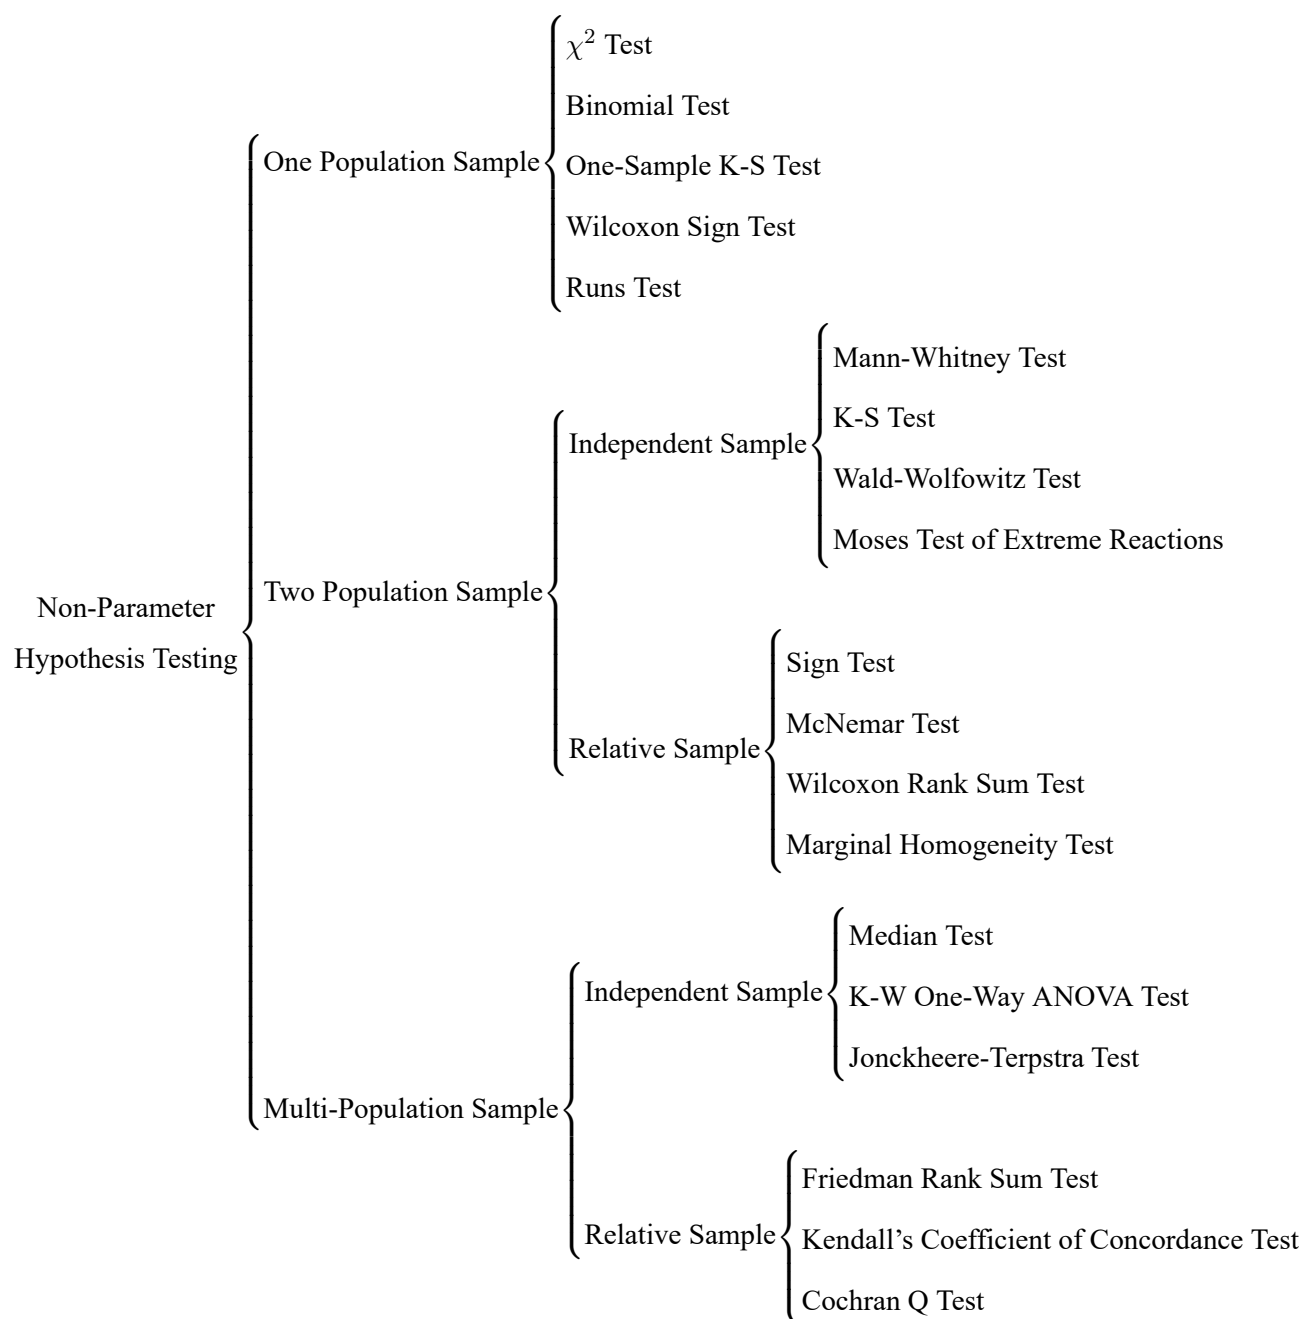 Non-Parameter
Hypothesis Testing
One Population Sample
χ² Test
Binomial Test
One-Sample K-S Test
Wilcoxon Sign Test
Runs Test
Two Population Sample
Independent Sample
Mann-Whitney Test
K-S Test
Wald-Wolfowitz Test
Moses Test of Extreme Reactions
Relative Sample
Sign Test
McNemar Test
Wilcoxon Rank Sum Test
Marginal Homogeneity Test
Multi-Population Sample
Independent Sample
Median Test
K-W One-Way ANOVA Test
Jonckheere-Terpstra Test
Relative Sample
Friedman Rank Sum Test
Kendall’s Coefficient of Concordance Test
Cochran Q Test